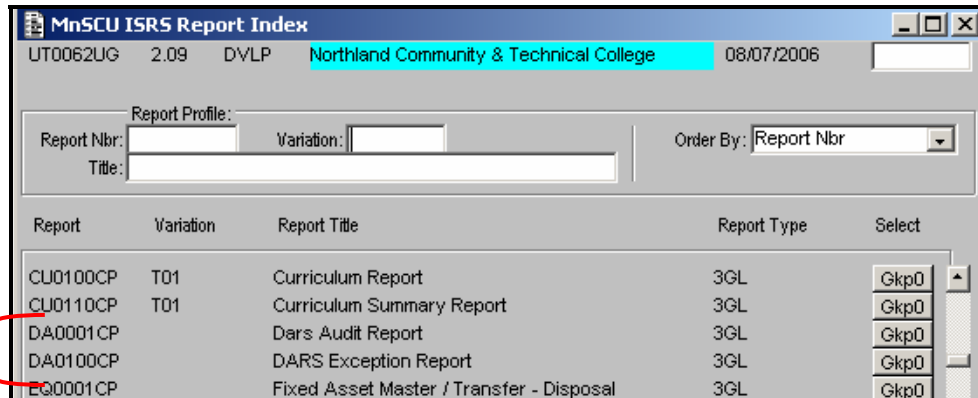 MnSCU ISRS Report Index
UT0062UG 2.09 DVLP Northland Community & Technical College 08/07/2006
Report Profile:
Report Nbr: Variation: Order By: Report Nbr
Title:
Report Variation Report Title Report Type Select
CU0100CP T01 Curriculum Report 3GL Gkp0
CU0110CP T01 Curriculum Summary Report 3GL Gkp0
DA0001CP Dars Audit Report 3GL Gkp0
DA0100CP DARS Exception Report 3GL Gkp0
EQ0001CP Fixed Asset Master / Transfer - Disposal 3GL Gkp0